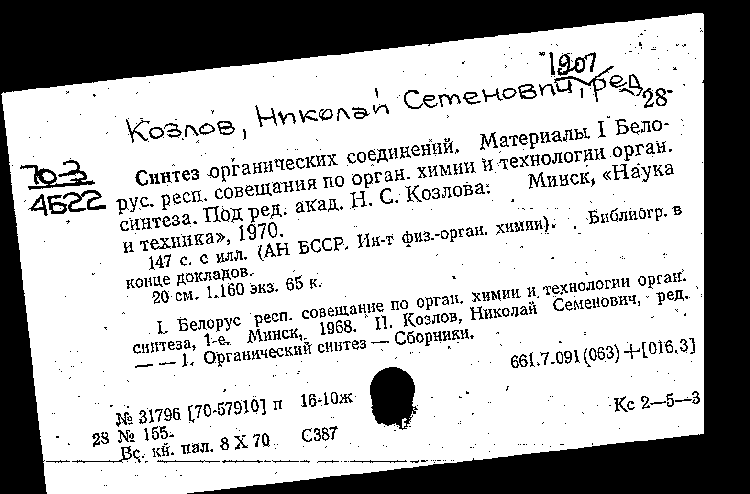 1907
Козлов, Николай Семенович, ред.
28-
70-3
4522
Синтез органических соединений. Материалы I Бело-
рус. респ. совещания по орган. химии и технологии орган.
синтеза. Под ред. акад. Н. С. Козлова. Минск, «Наука
и техника», 1970.
147 с. с илл. (АН БССР. Ин-т физ.-орган. химии). Библиогр. в
конце докладов.
20 см. 1.160 экз. 65 к.
I. Белорус респ. совещание по орган. химии и технологии орган.
синтеза, 1-е. Минск, 1968. II. Козлов, Николай Семенович, ред.
— — 1. Органический синтез — Сборники.
661.7.091(063)+[016.3]
№ 31796 [70-57910] п 16-10ж
28 № 155- Кс 2—5—3
Вс. кн. пал. 8 X 70 С387